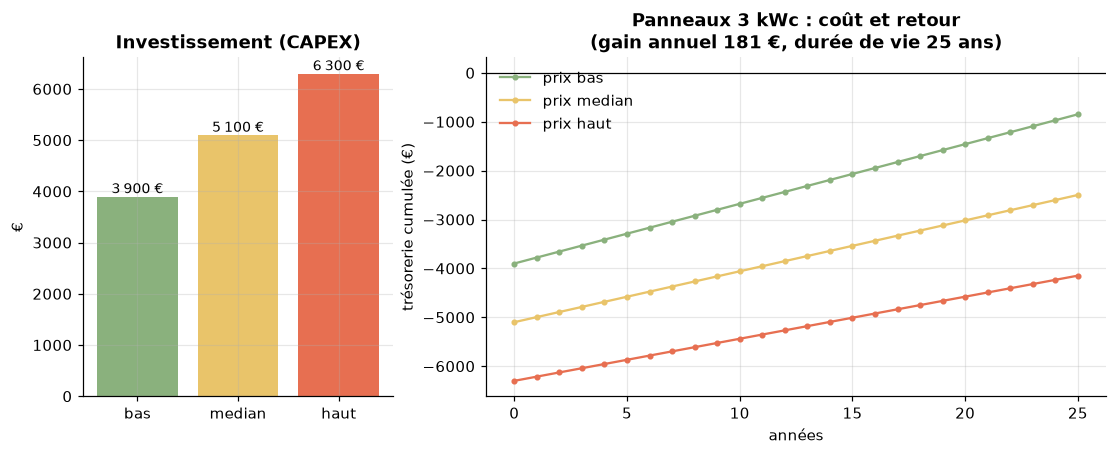 Investissement (CAPEX)
€
6000
5000
4000
3000
2000
1000
0
3 900 €
5 100 €
6 300 €
bas
median
haut
Panneaux 3 kWc : coût et retour
(gain annuel 181 €, durée de vie 25 ans)
prix bas
prix median
prix haut
trésorerie cumulée (€)
0
−1000
−2000
−3000
−4000
−5000
−6000
0
5
10
15
20
25
années